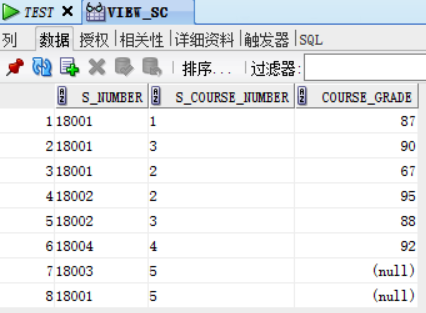 TEST VIEW_SC
列 数据 授权 相关性 详细资料 触发器 SQL
排序... 过滤器:
S_NUMBER S_COURSE_NUMBER COURSE_GRADE
1 18001 1 87
2 18001 3 90
3 18001 2 67
4 18002 2 95
5 18002 3 88
6 18004 4 92
7 18003 5 (null)
8 18001 5 (null)